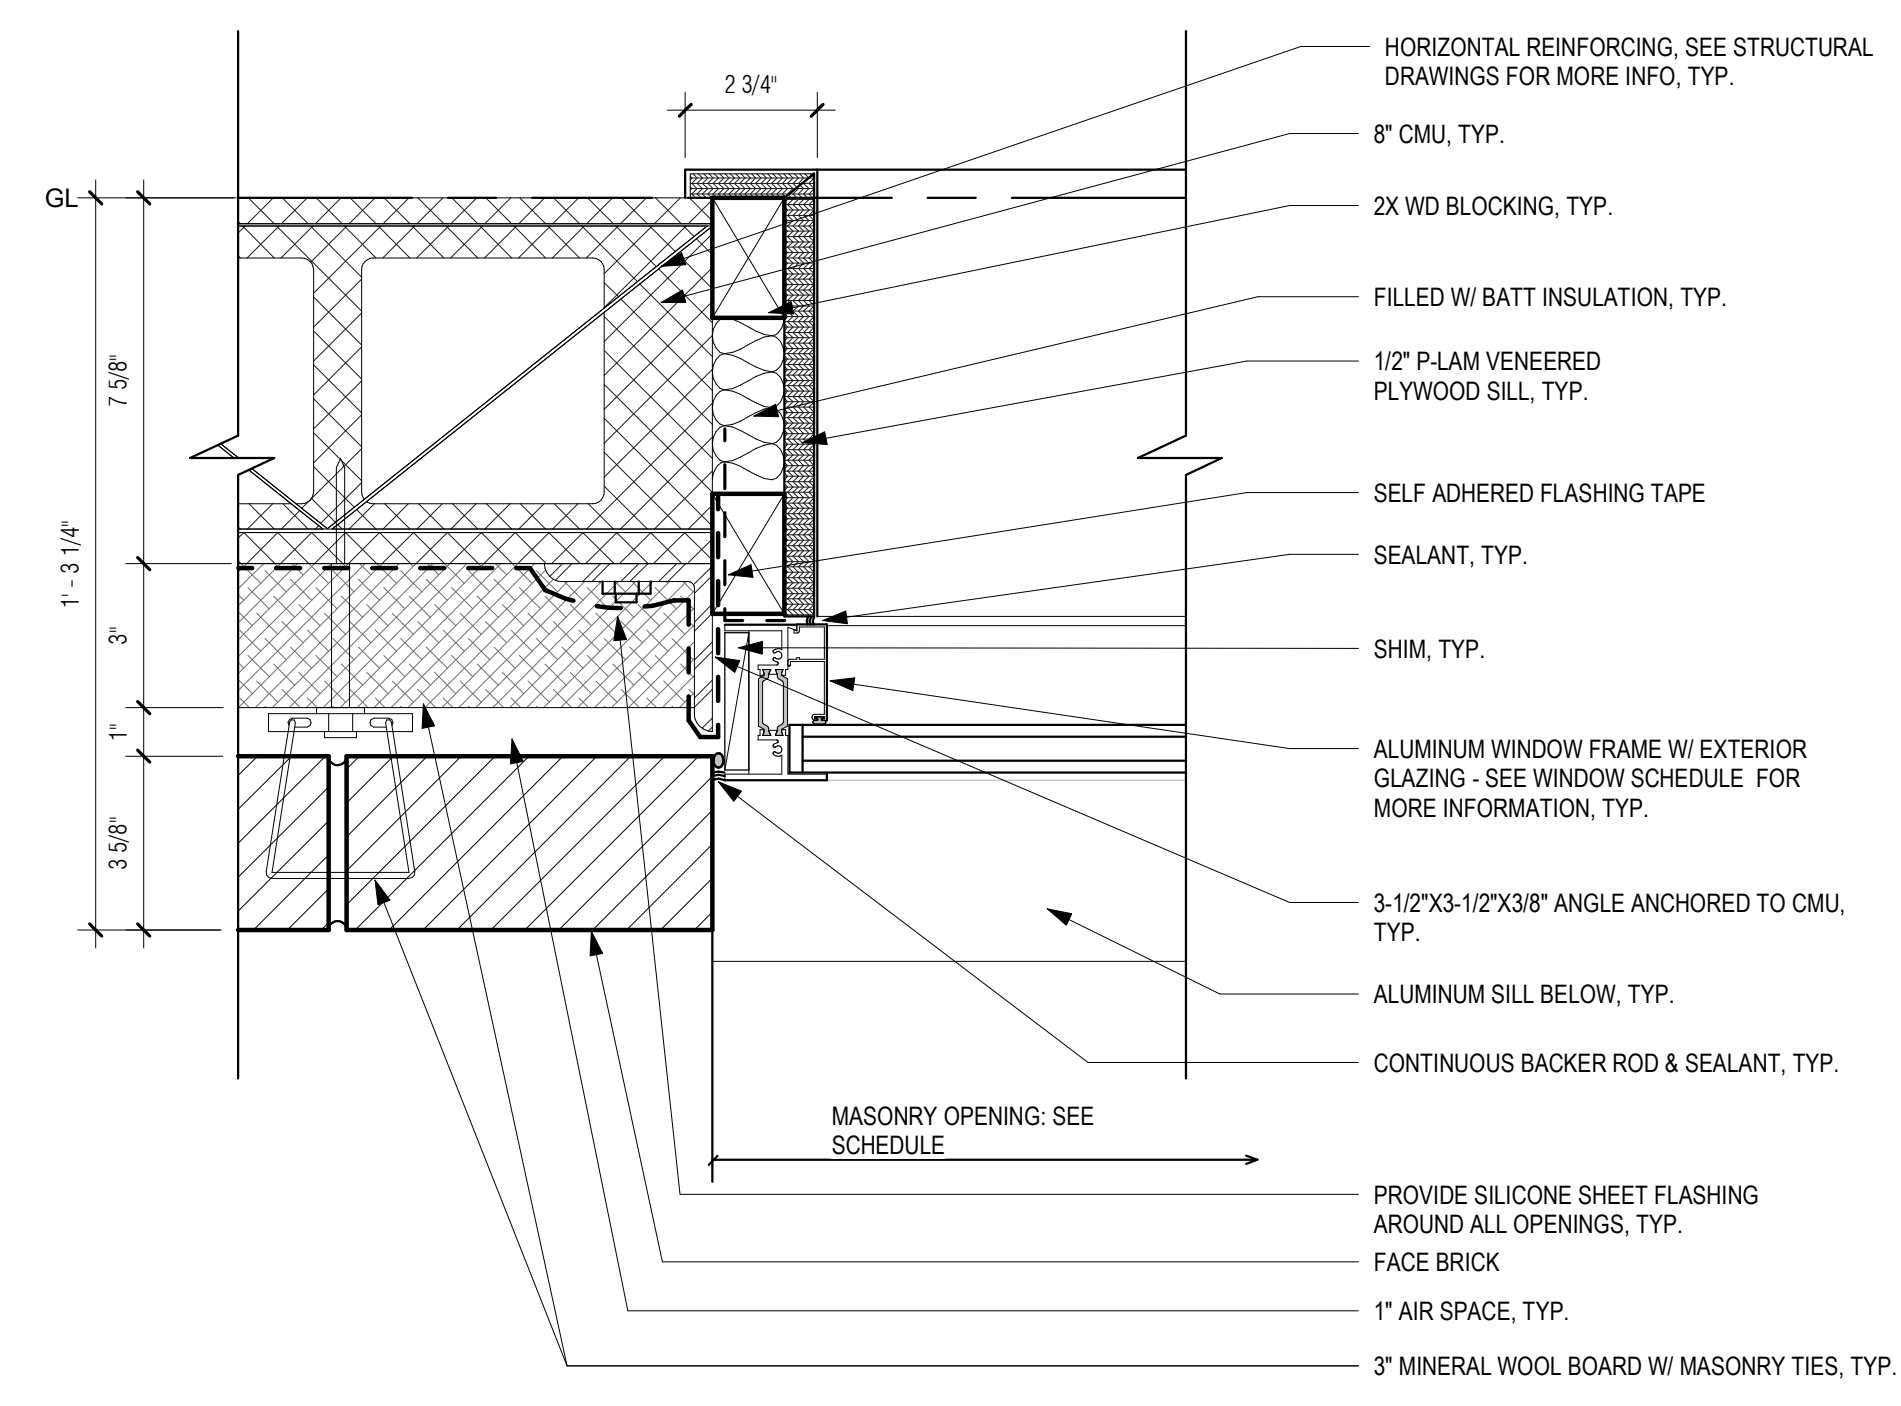 HORIZONTAL REINFORCING, SEE STRUCTURAL
DRAWINGS FOR MORE INFO, TYP.
2 3/4"
8" CMU, TYP.
GL
2X WD BLOCKING, TYP.
FILLED W/ BATT INSULATION, TYP.
7 5/8"
1/2" P-LAM VENEERED
PLYWOOD SILL, TYP.
SELF ADHERED FLASHING TAPE
1' - 3 1/4"
SEALANT, TYP.
3"
SHIM, TYP.
1"
ALUMINUM WINDOW FRAME W/ EXTERIOR
GLAZING - SEE WINDOW SCHEDULE FOR
MORE INFORMATION, TYP.
3 5/8"
3-1/2"X3-1/2"X3/8" ANGLE ANCHORED TO CMU,
TYP.
ALUMINUM SILL BELOW, TYP.
CONTINUOUS BACKER ROD & SEALANT, TYP.
MASONRY OPENING: SEE
SCHEDULE
PROVIDE SILICONE SHEET FLASHING
AROUND ALL OPENINGS, TYP.
FACE BRICK
1" AIR SPACE, TYP.
3" MINERAL WOOL BOARD W/ MASONRY TIES, TYP.